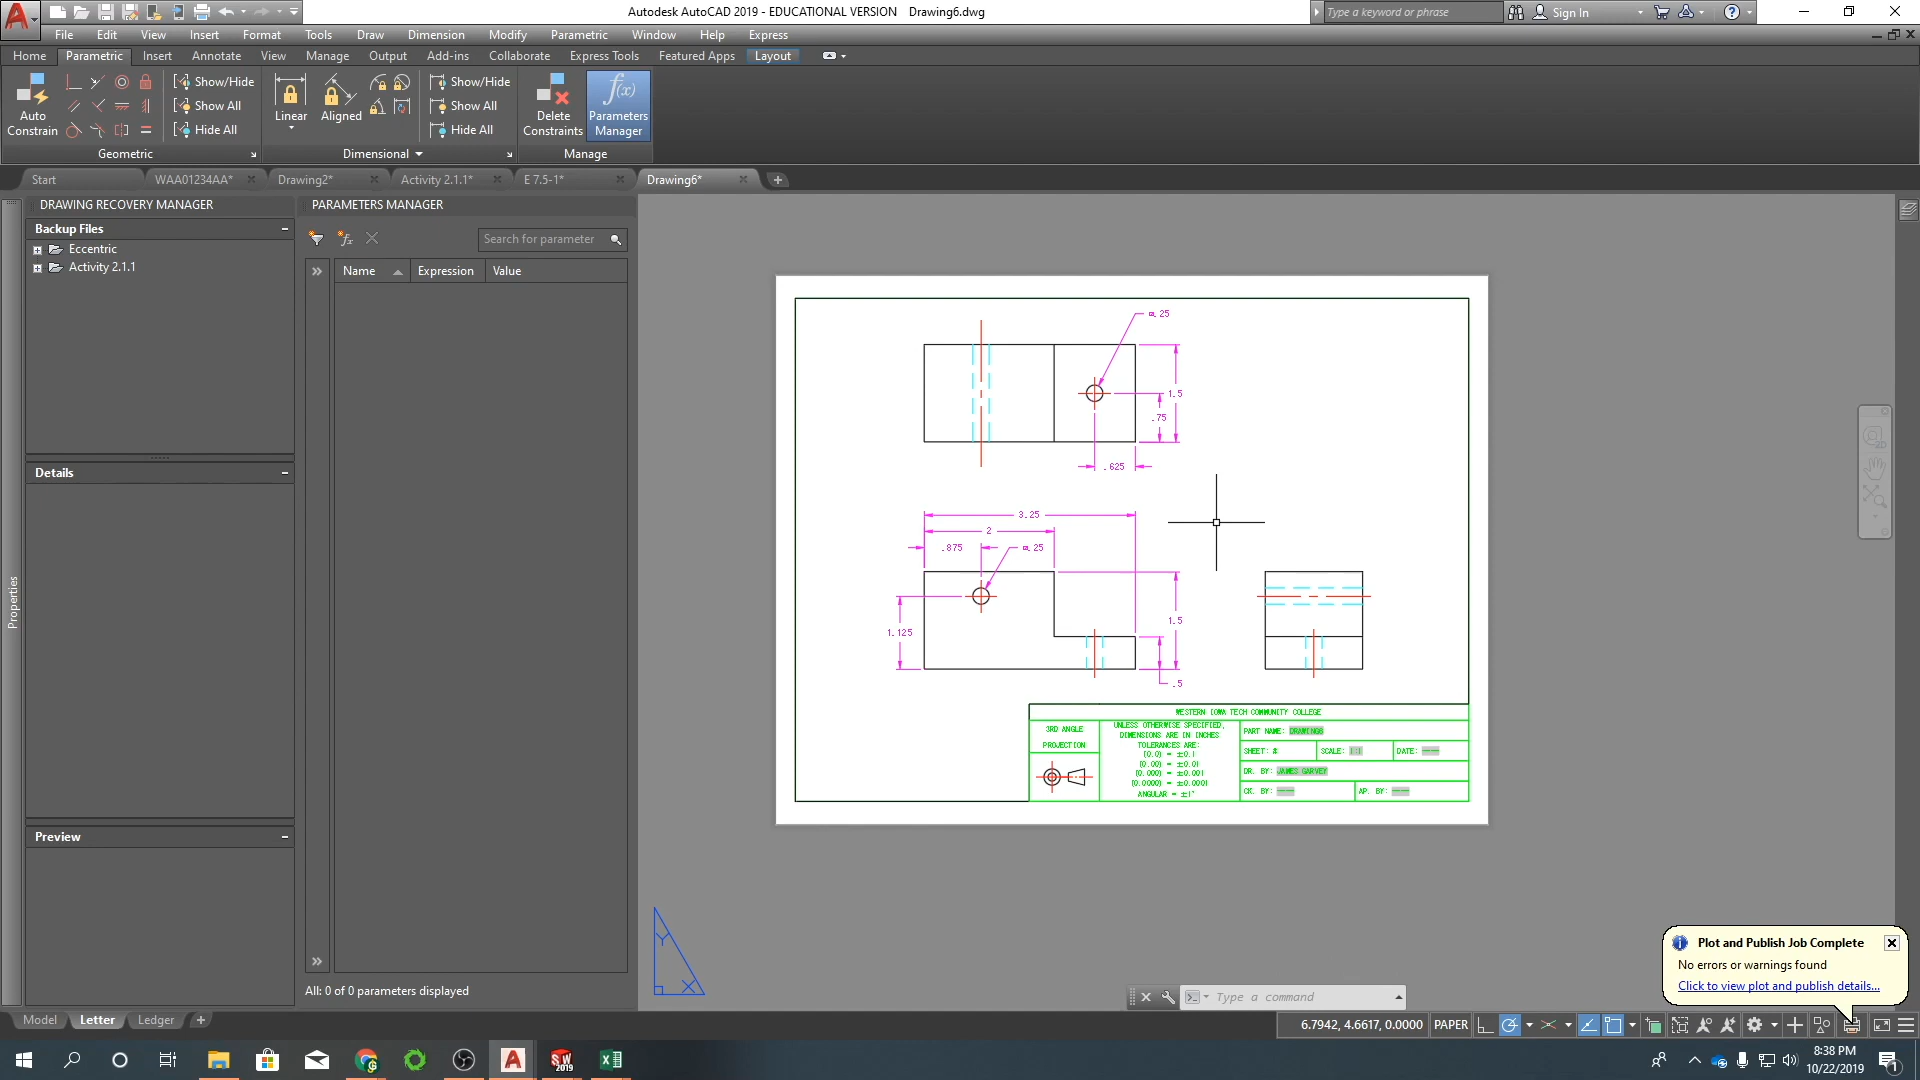 Autodesk AutoCAD 2019 - EDUCATIONAL VERSION    Drawing6.dwg
Type a keyword or phrase
Sign In
File Edit View Insert Format Tools Draw Dimension Modify Parametric Window Help Express
Home Parametric Insert Annotate View Manage Output Add-ins Collaborate Express Tools Featured Apps Layout
Auto Constrain
Show/Hide
Show All
Hide All
Geometric
Linear
Aligned
Show/Hide
Show All
Hide All
Dimensional
Delete Constraints
f(x)
Parameters Manager
Manage
Start
WAA01234AA*
Drawing2*
Activity 2.1.1*
E 7.5-1*
Drawing6*
DRAWING RECOVERY MANAGER
Backup Files
Eccentric
Activity 2.1.1
Details
Preview
Properties
PARAMETERS MANAGER
Search for parameter
Name Expression Value
All: 0 of 0 parameters displayed
⌀.25
1.5
.75
.625
3.25
2
.875
⌀.25
1.125
1.5
.5
WESTERN IOWA TECH COMMUNITY COLLEGE
3RD ANGLE
PROJECTION
UNLESS OTHERWISE SPECIFIED,
DIMENSIONS ARE IN INCHES
TOLERANCES ARE:
(0.0) = ±0.1
(0.00) = ±0.01
(0.000) = ±0.001
(0.0000) = ±0.0001
ANGULAR = ±1°
PART NAME: DRAWING6
SHEET: # SCALE: 1:1 DATE: ----
DR. BY: JAMES GARVEY
CK. BY: ---- AP. BY: ----
Y
X
Type a command
Plot and Publish Job Complete
No errors or warnings found
Click to view plot and publish details...
Model Letter Ledger
6.7942, 4.6617, 0.0000 PAPER
8:38 PM
10/22/2019